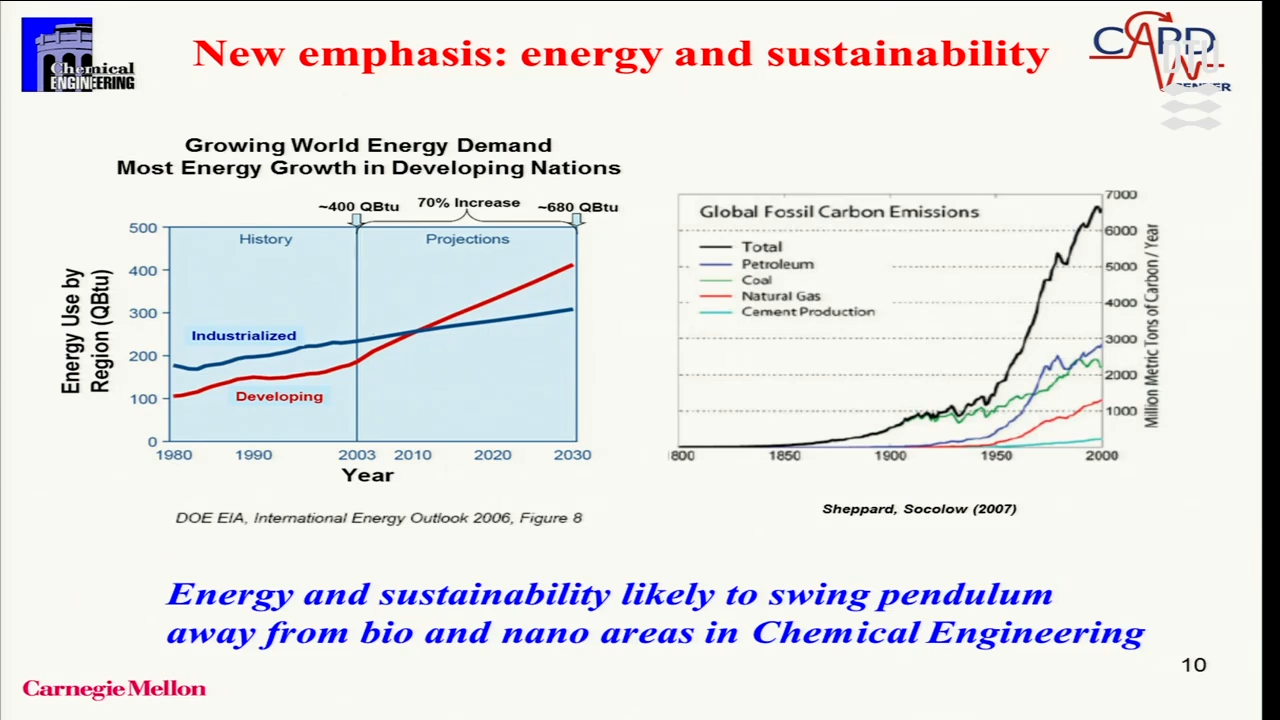 Chemical
ENGINEERING
New emphasis: energy and sustainability
CAPD
DTU
CENTER
Growing World Energy Demand
Most Energy Growth in Developing Nations
~400 QBtu
70% Increase
~680 QBtu
500
400
300
200
100
0
Energy Use by
Region (QBtu)
History
Projections
Industrialized
Developing
1980
1990
2003
2010
2020
2030
Year
DOE EIA, International Energy Outlook 2006, Figure 8
Global Fossil Carbon Emissions
Total
Petroleum
Coal
Natural Gas
Cement Production
7000
6000
5000
4000
3000
2000
1000
Million Metric Tons of Carbon / Year
1800
1850
1900
1950
2000
Sheppard, Socolow (2007)
Energy and sustainability likely to swing pendulum
away from bio and nano areas in Chemical Engineering
10
Carnegie Mellon